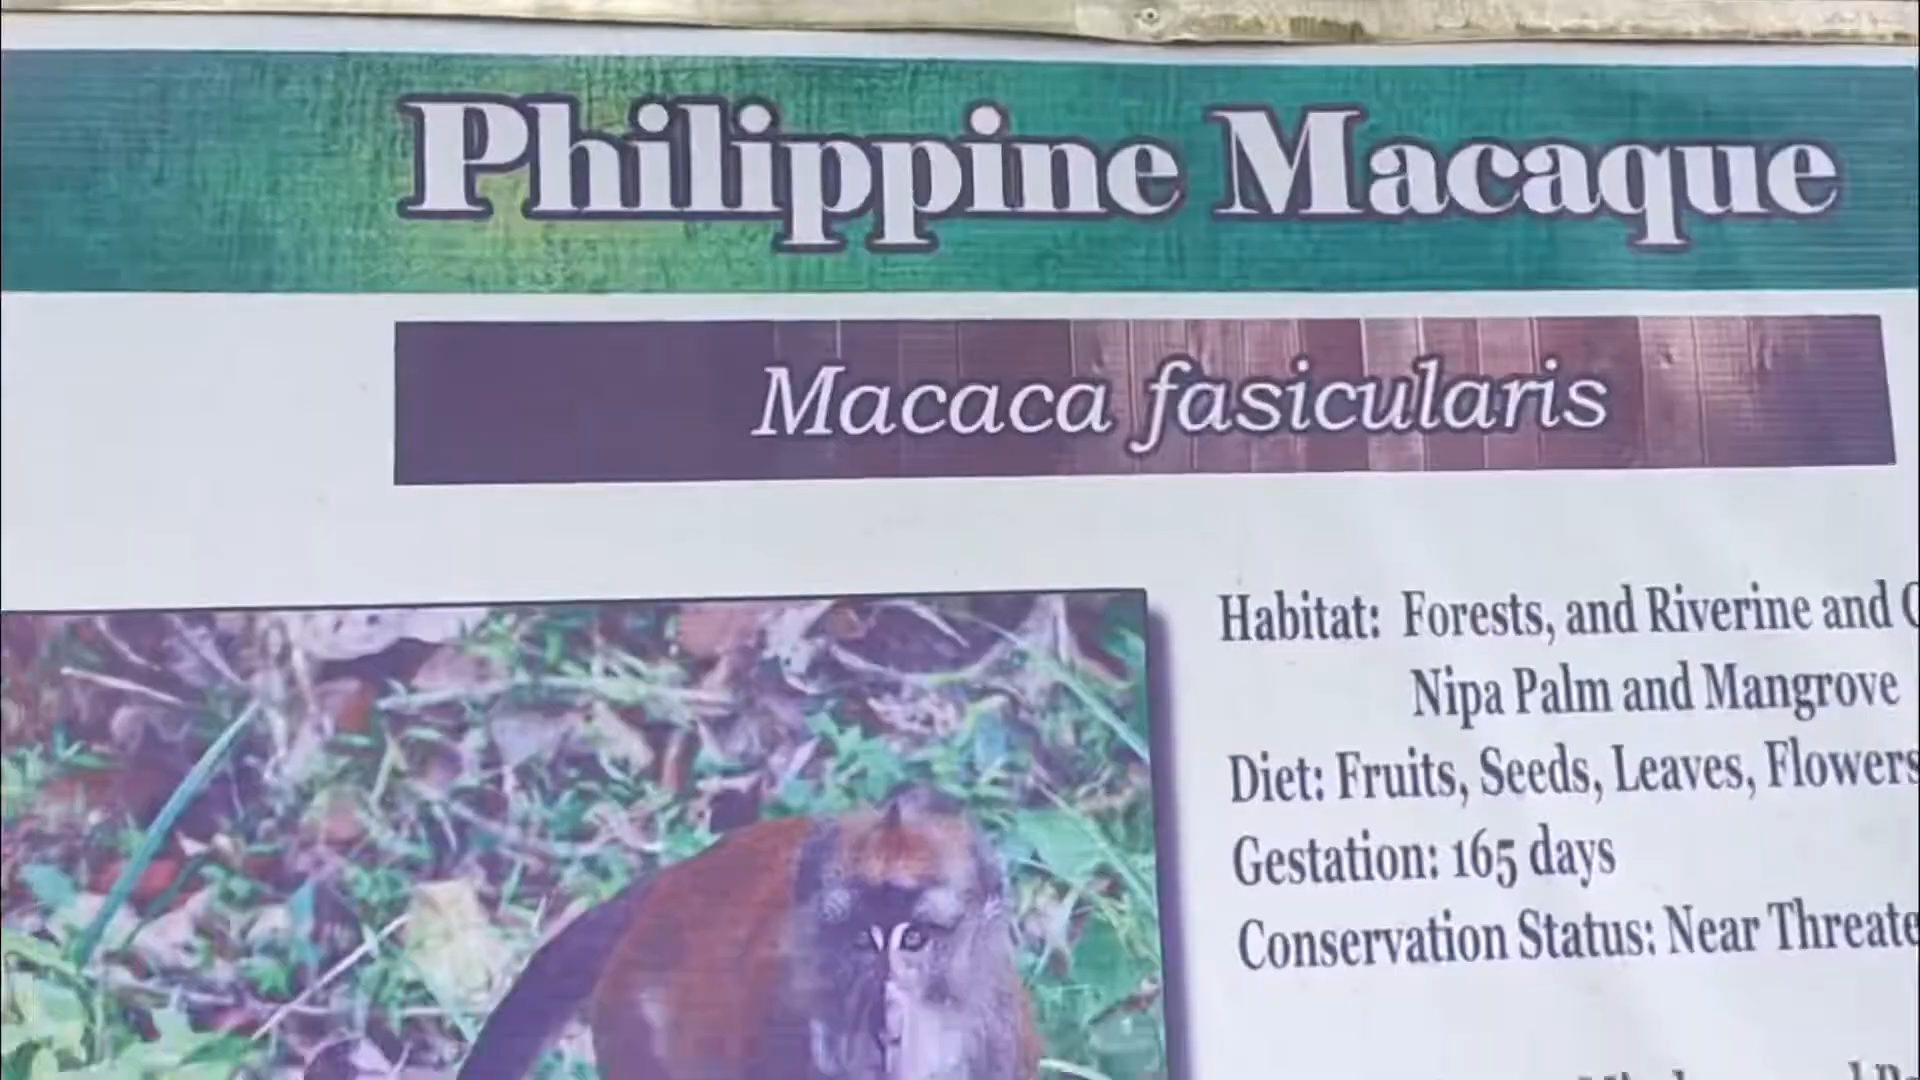 Philippine Macaque
Macaca fasicularis
Habitat: Forests, and Riverine and
Nipa Palm and Mangrove
Diet: Fruits, Seeds, Leaves, Flowers
Gestation: 165 days
Conservation Status: Near